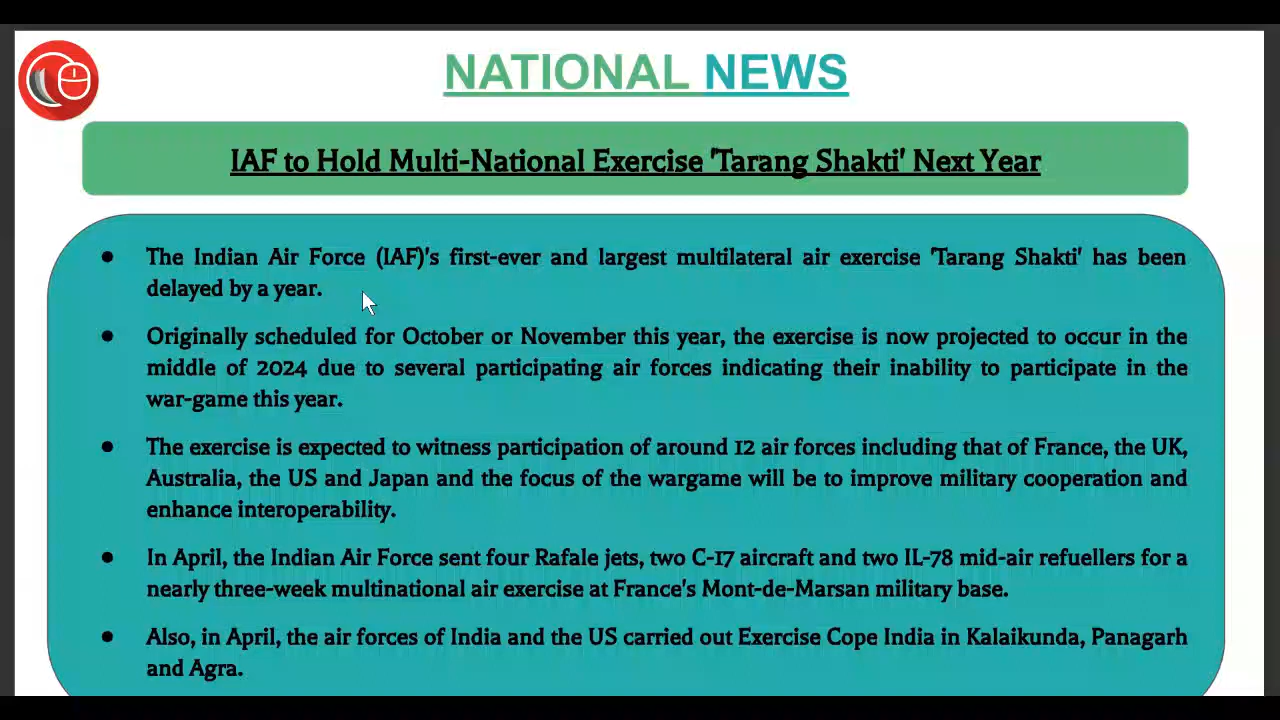 NATIONAL NEWS
IAF to Hold Multi-National Exercise 'Tarang Shakti' Next Year
● The Indian Air Force (IAF)'s first-ever and largest multilateral air exercise 'Tarang Shakti' has been
delayed by a year.
● Originally scheduled for October or November this year, the exercise is now projected to occur in the
middle of 2024 due to several participating air forces indicating their inability to participate in the
war-game this year.
● The exercise is expected to witness participation of around 12 air forces including that of France, the UK,
Australia, the US and Japan and the focus of the wargame will be to improve military cooperation and
enhance interoperability.
● In April, the Indian Air Force sent four Rafale jets, two C-17 aircraft and two IL-78 mid-air refuellers for a
nearly three-week multinational air exercise at France's Mont-de-Marsan military base.
● Also, in April, the air forces of India and the US carried out Exercise Cope India in Kalaikunda, Panagarh
and Agra.